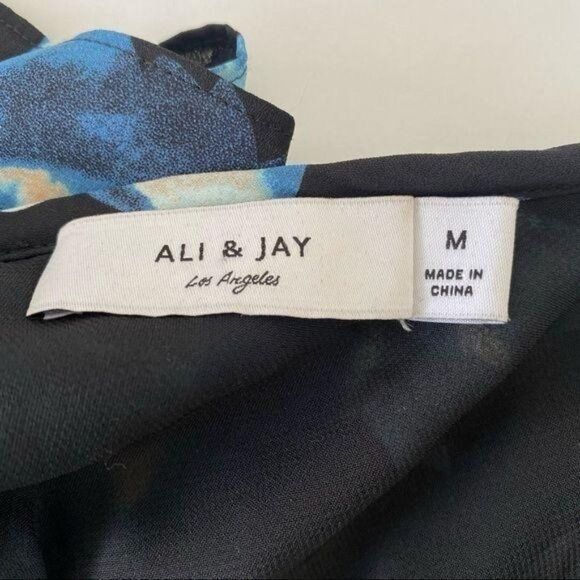 ALI & JAY
Los Angeles
M
MADE IN
CHINA